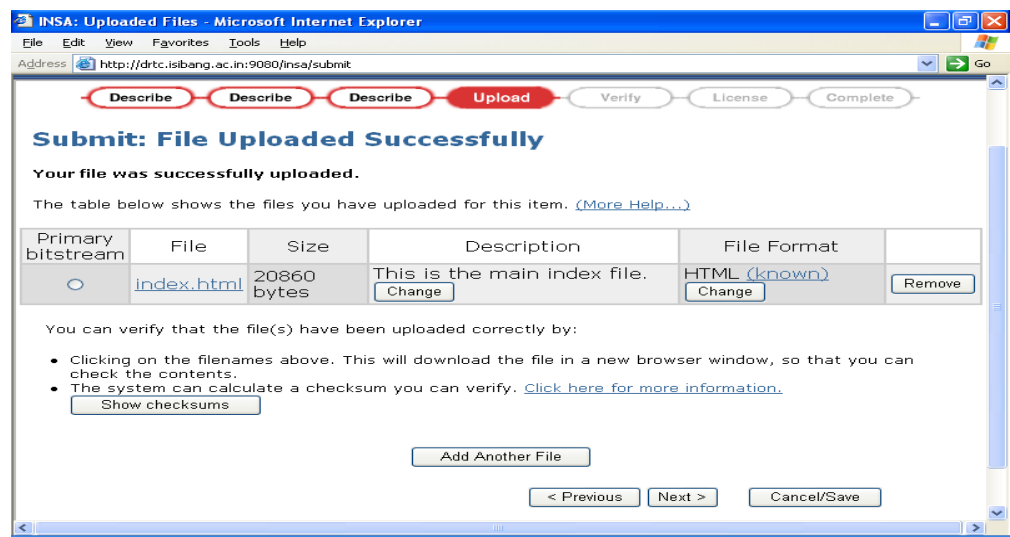 INSA: Uploaded Files - Microsoft Internet Explorer
File Edit View Favorites Tools Help
Address http://drtc.isibang.ac.in:9080/insa/submit Go
Describe Describe Describe Upload Verify License Complete
Submit: File Uploaded Successfully
Your file was successfully uploaded.
The table below shows the files you have uploaded for this item. (More Help...)
Primary bitstream File Size Description File Format
index.html 20860 bytes This is the main index file. Change HTML (known) Change Remove
You can verify that the file(s) have been uploaded correctly by:
• Clicking on the filenames above. This will download the file in a new browser window, so that you can
check the contents.
• The system can calculate a checksum you can verify. Click here for more information.
Show checksums
Add Another File
< Previous Next > Cancel/Save